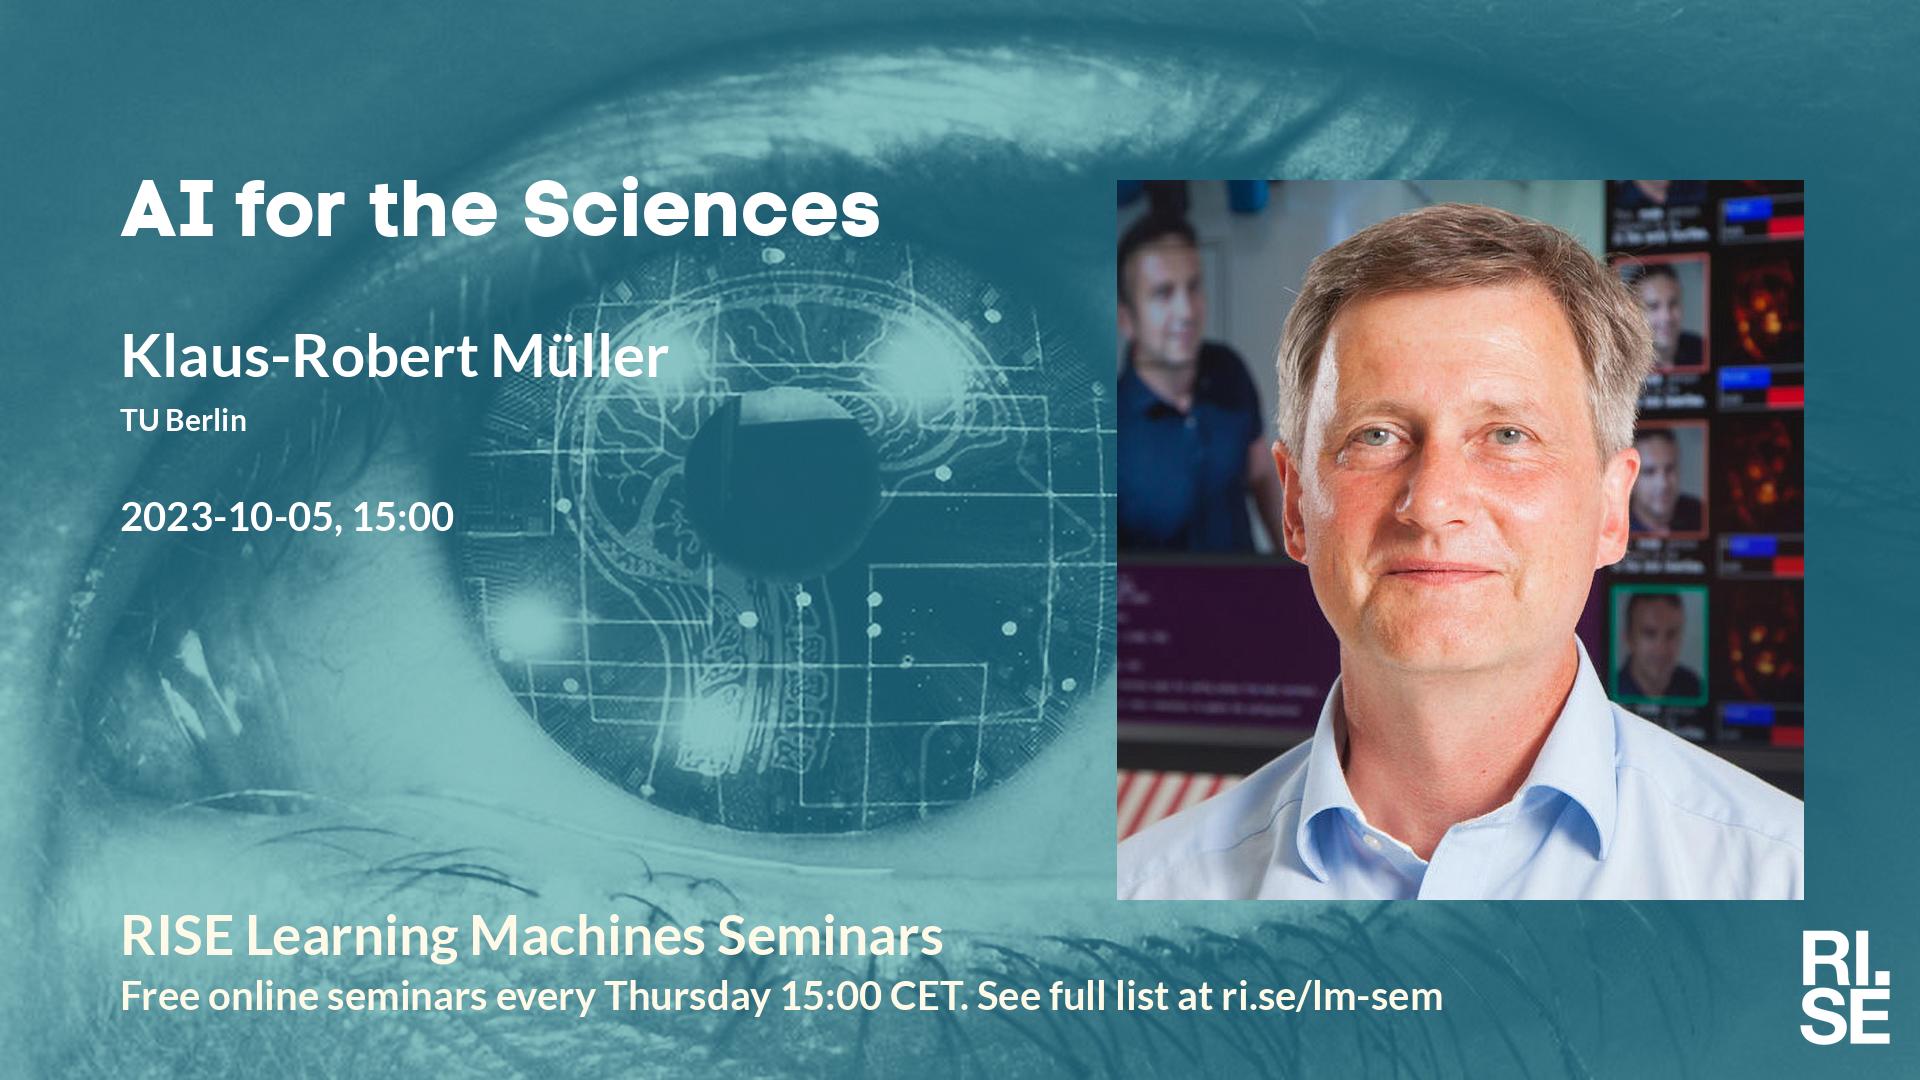 AI for the Sciences
Klaus-Robert Müller
TU Berlin
2023-10-05, 15:00
RISE Learning Machines Seminars
Free online seminars every Thursday 15:00 CET. See full list at ri.se/lm-sem
RI.
SE